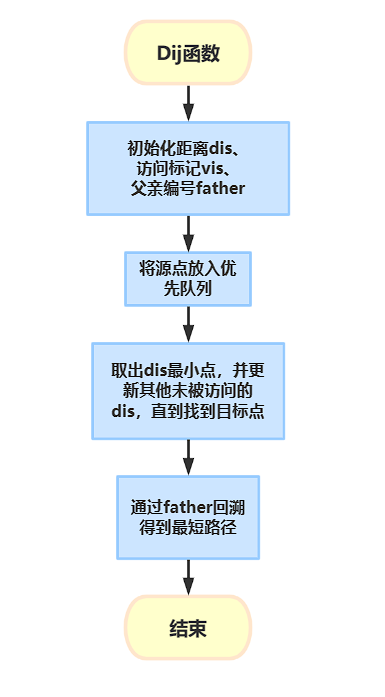 Dij函数
初始化距离dis、
访问标记vis、
父亲编号father
将源点放入优
先队列
取出dis最小点，并更
新其他未被访问的
dis，直到找到目标点
通过father回溯
得到最短路径
结束